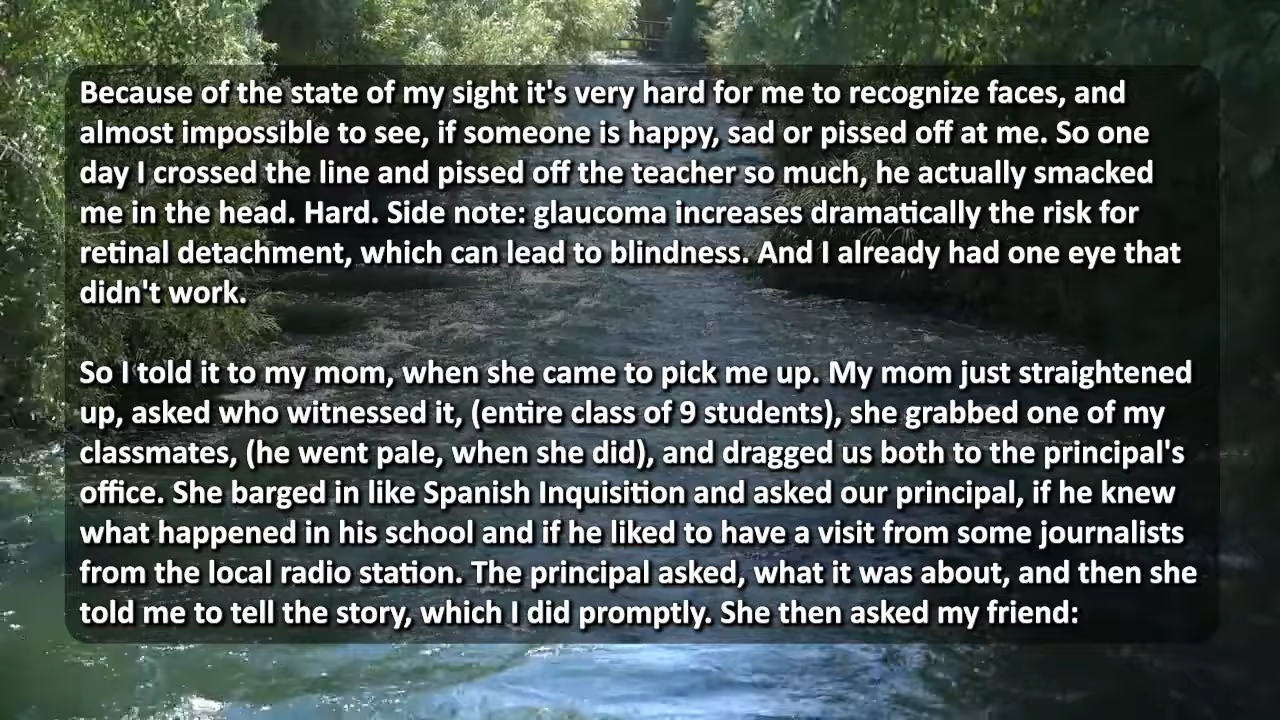 Because of the state of my sight it's very hard for me to recognize faces, and
almost impossible to see, if someone is happy, sad or pissed off at me. So one
day I crossed the line and pissed off the teacher so much, he actually smacked
me in the head. Hard. Side note: glaucoma increases dramatically the risk for
retinal detachment, which can lead to blindness. And I already had one eye that
didn't work.
So I told it to my mom, when she came to pick me up. My mom just straightened
up, asked who witnessed it, (entire class of 9 students), she grabbed one of my
classmates, (he went pale, when she did), and dragged us both to the principal's
office. She barged in like Spanish Inquisition and asked our principal, if he knew
what happened in his school and if he liked to have a visit from some journalists
from the local radio station. The principal asked, what it was about, and then she
told me to tell the story, which I did promptly. She then asked my friend: